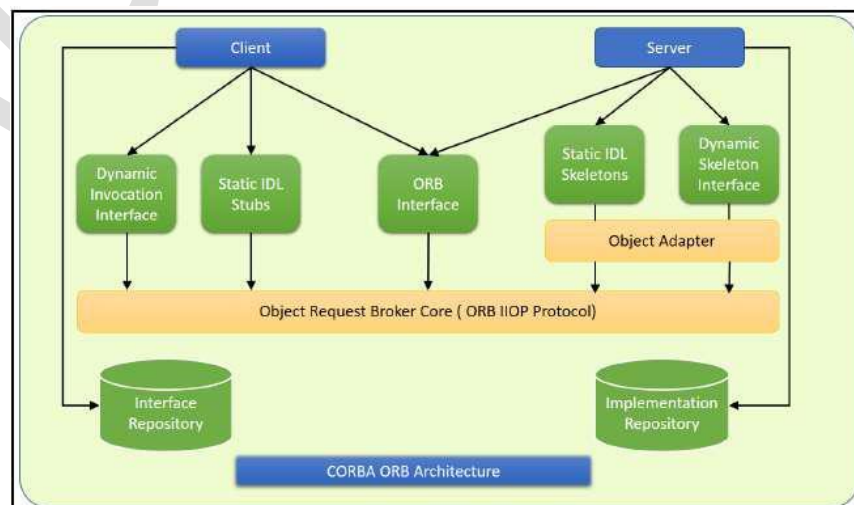 Client
Server
Dynamic
Invocation
Interface
Static IDL
Stubs
ORB
Interface
Static IDL
Skeletons
Dynamic
Skeleton
Interface
Object Adapter
Object Request Broker Core ( ORB IIOP Protocol)
Interface
Repository
Implementation
Repository
CORBA ORB Architecture